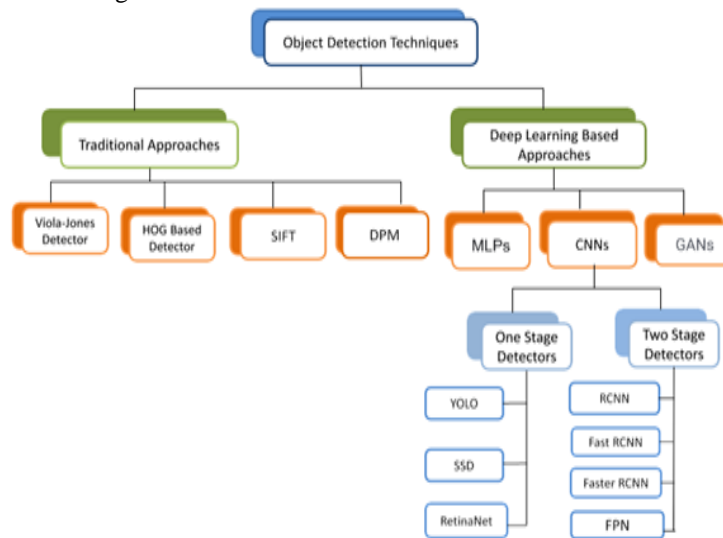 Object Detection Techniques
Traditional Approaches
Deep Learning Based
Approaches
Viola-Jones
Detector
HOG Based
Detector
SIFT
DPM
MLPs
CNNs
GANs
One Stage
Detectors
Two Stage
Detectors
YOLO
SSD
RetinaNet
RCNN
Fast RCNN
Faster RCNN
FPN